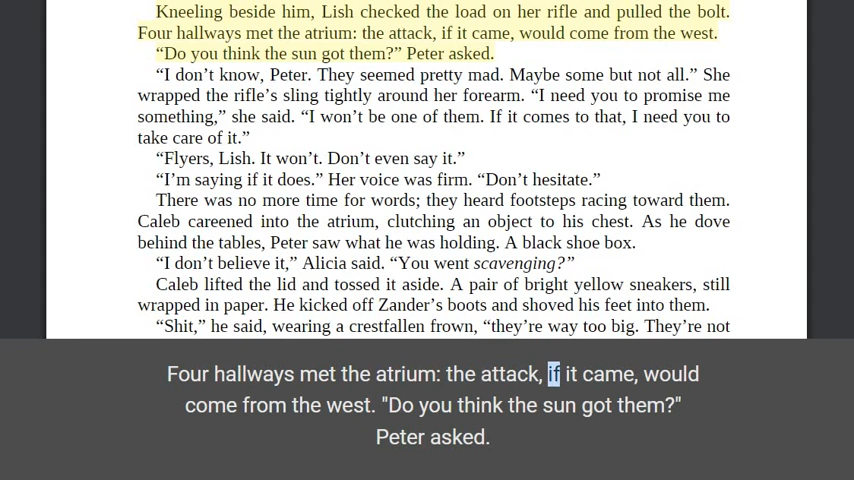 Kneeling beside him, Lish checked the load on her rifle and pulled the bolt.
Four hallways met the atrium: the attack, if it came, would come from the west.
“Do you think the sun got them?” Peter asked.
“I don’t know, Peter. They seemed pretty mad. Maybe some but not all.” She
wrapped the rifle’s sling tightly around her forearm. “I need you to promise me
something,” she said. “I won’t be one of them. If it comes to that, I need you to
take care of it.”
“Flyers, Lish. It won’t. Don’t even say it.”
“I’m saying if it does.” Her voice was firm. “Don’t hesitate.”
There was no more time for words; they heard footsteps racing toward them.
Caleb careened into the atrium, clutching an object to his chest. As he dove
behind the tables, Peter saw what he was holding. A black shoe box.
“I don’t believe it,” Alicia said. “You went scavenging?”
Caleb lifted the lid and tossed it aside. A pair of bright yellow sneakers, still
wrapped in paper. He kicked off Zander’s boots and shoved his feet into them.
“Shit,” he said, wearing a crestfallen frown, “they’re way too big. They’re not
Four hallways met the atrium: the attack, if it came, would
come from the west. "Do you think the sun got them?"
Peter asked.